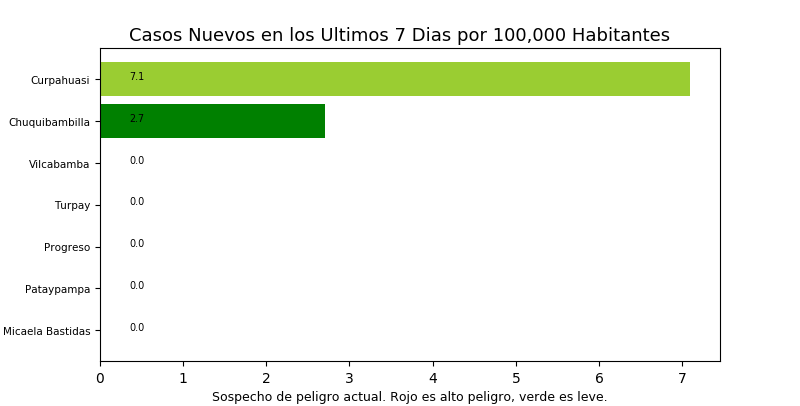 Casos Nuevos en los Ultimos 7 Dias por 100,000 Habitantes
Curpahuasi 7.1
Chuquibambilla 2.7
Vilcabamba 0.0
Turpay 0.0
Progreso 0.0
Pataypampa 0.0
Micaela Bastidas 0.0
0 1 2 3 4 5 6 7
Sospecho de peligro actual. Rojo es alto peligro, verde es leve.